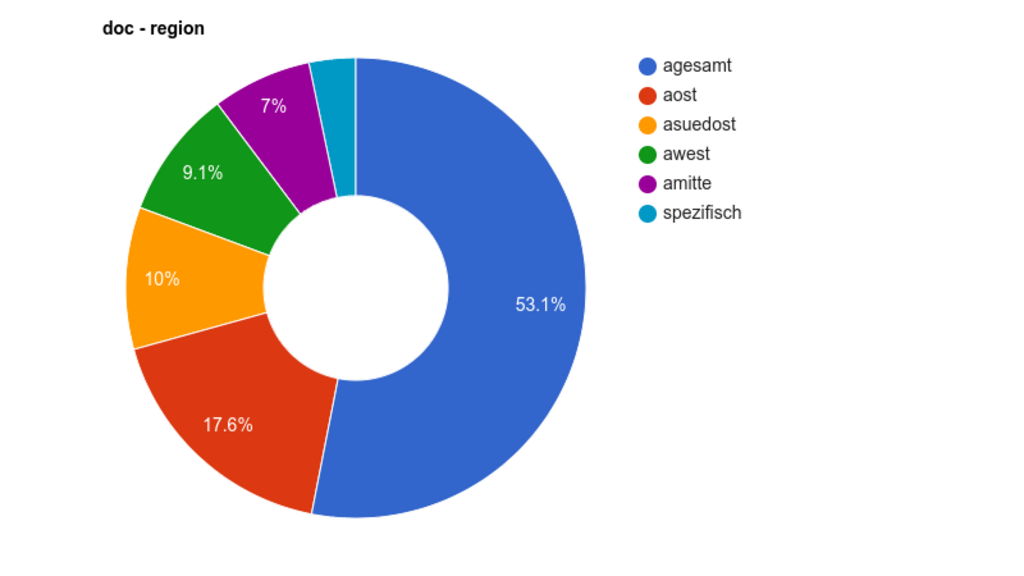 doc - region
agesamt
aost
asuedost
awest
amitte
spezifisch
7%
9.1%
10%
53.1%
17.6%